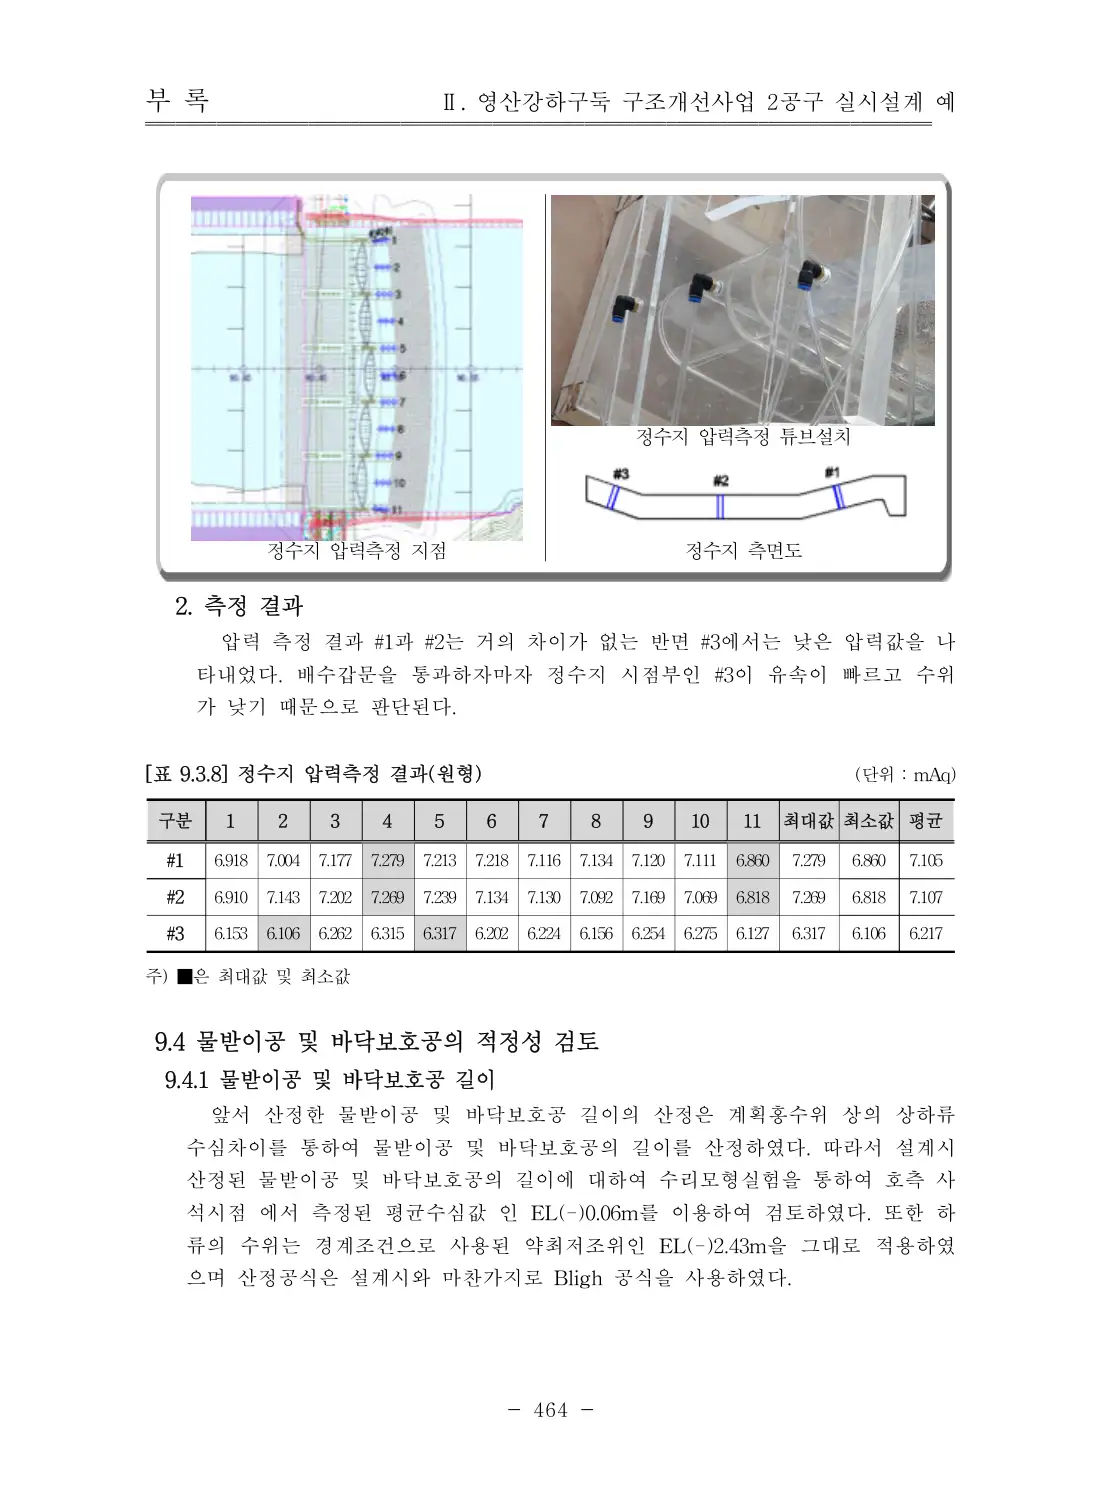 부 록
Ⅱ. 영산강하구둑 구조개선사업 2공구 실시설계 예
1
2
3
4
5
6
7
8
9
10
11
정수지 압력측정 지점
정수지 압력측정 튜브설치
#3
#2
#1
정수지 측면도
2. 측정 결과
압력 측정 결과 #1과 #2는 거의 차이가 없는 반면 #3에서는 낮은 압력값을 나
타내었다. 배수갑문을 통과하자마자 정수지 시점부인 #3이 유속이 빠르고 수위
가 낮기 때문으로 판단된다.
[표 9.3.8] 정수지 압력측정 결과(원형) (단위 : mAq)
구분 1 2 3 4 5 6 7 8 9 10 11 최대값 최소값 평균
#1 6.918 7.004 7.177 7.279 7.213 7.218 7.116 7.134 7.120 7.111 6.860 7.279 6.860 7.105
#2 6.910 7.143 7.202 7.269 7.239 7.134 7.130 7.092 7.169 7.069 6.818 7.269 6.818 7.107
#3 6.153 6.106 6.262 6.315 6.317 6.202 6.224 6.156 6.254 6.275 6.127 6.317 6.106 6.217
주) ■은 최대값 및 최소값
9.4 물받이공 및 바닥보호공의 적정성 검토
9.4.1 물받이공 및 바닥보호공 길이
앞서 산정한 물받이공 및 바닥보호공 길이의 산정은 계획홍수위 상의 상하류
수심차이를 통하여 물받이공 및 바닥보호공의 길이를 산정하였다. 따라서 설계시
산정된 물받이공 및 바닥보호공의 길이에 대하여 수리모형실험을 통하여 호측 사
석시점 에서 측정된 평균수심값 인 EL(-)0.06m를 이용하여 검토하였다. 또한 하
류의 수위는 경계조건으로 사용된 약최저조위인 EL(-)2.43m을 그대로 적용하였
으며 산정공식은 설계시와 마찬가지로 Bligh 공식을 사용하였다.
- 464 -